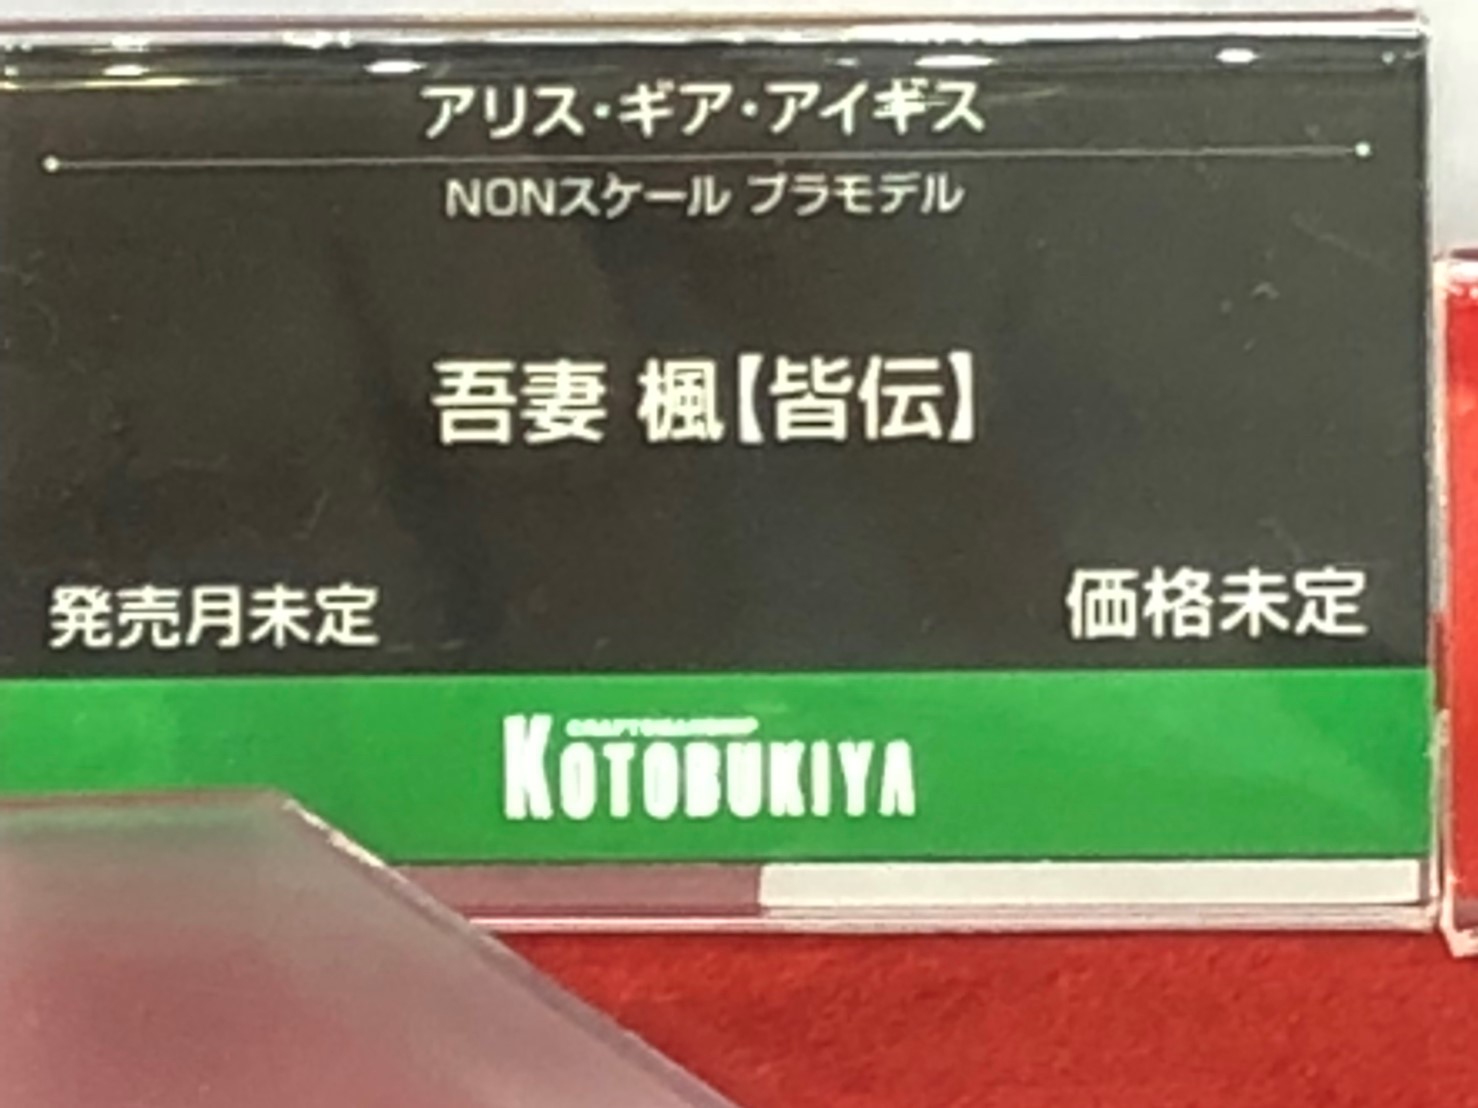 アリス・ギア・アイギス
NONスケール プラモデル
吾妻 楓【皆伝】
発売月未定
価格未定
KOTOBUKIYA